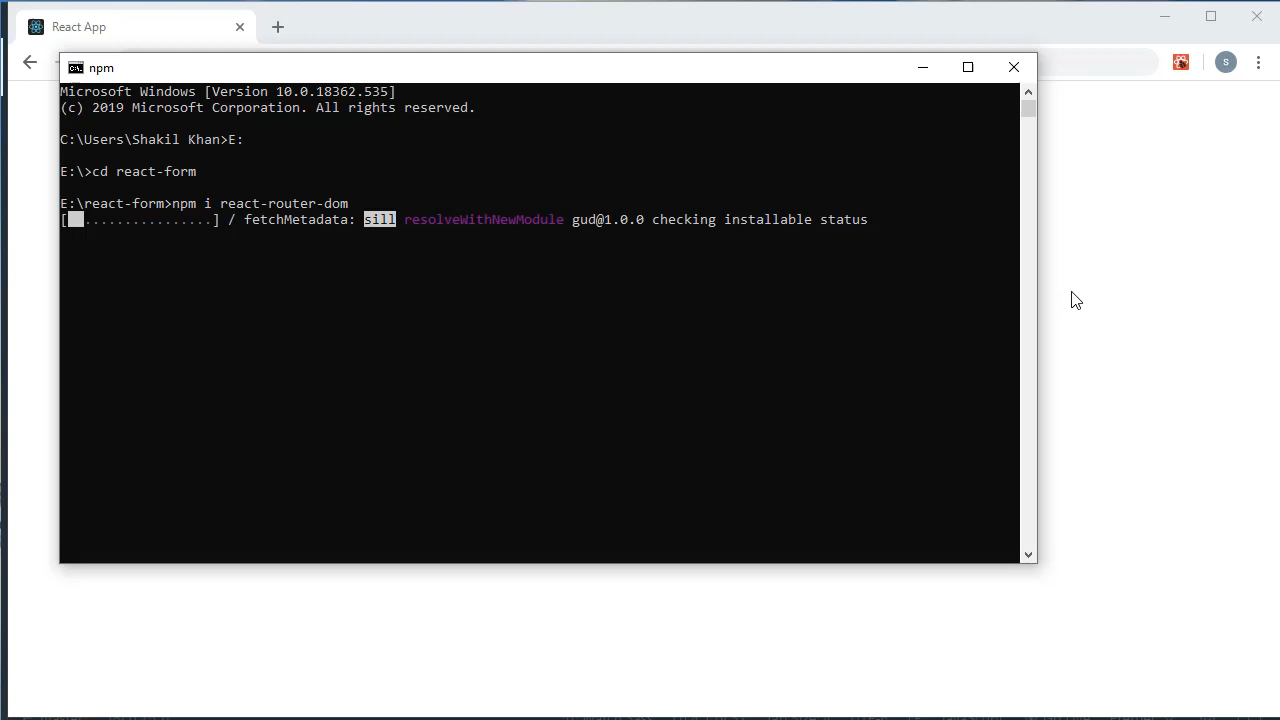 React App
S
npm
Microsoft Windows [Version 10.0.18362.535]
(c) 2019 Microsoft Corporation. All rights reserved.
C:\Users\Shakil Khan>E:
E:\>cd react-form
E:\react-form>npm i react-router-dom
[ ................] / fetchMetadata: sill resolveWithNewModule gud@1.0.0 checking installable status